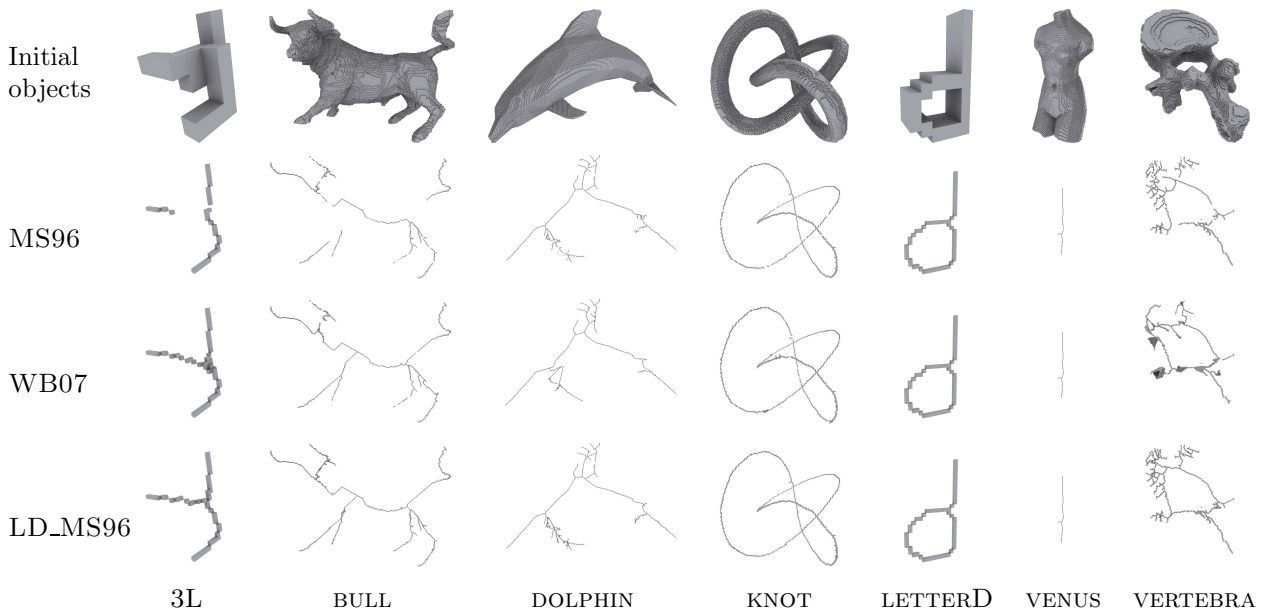 Initial
objects
MS96
WB07
LD_MS96
3L BULL DOLPHIN KNOT LETTERD VENUS VERTEBRA